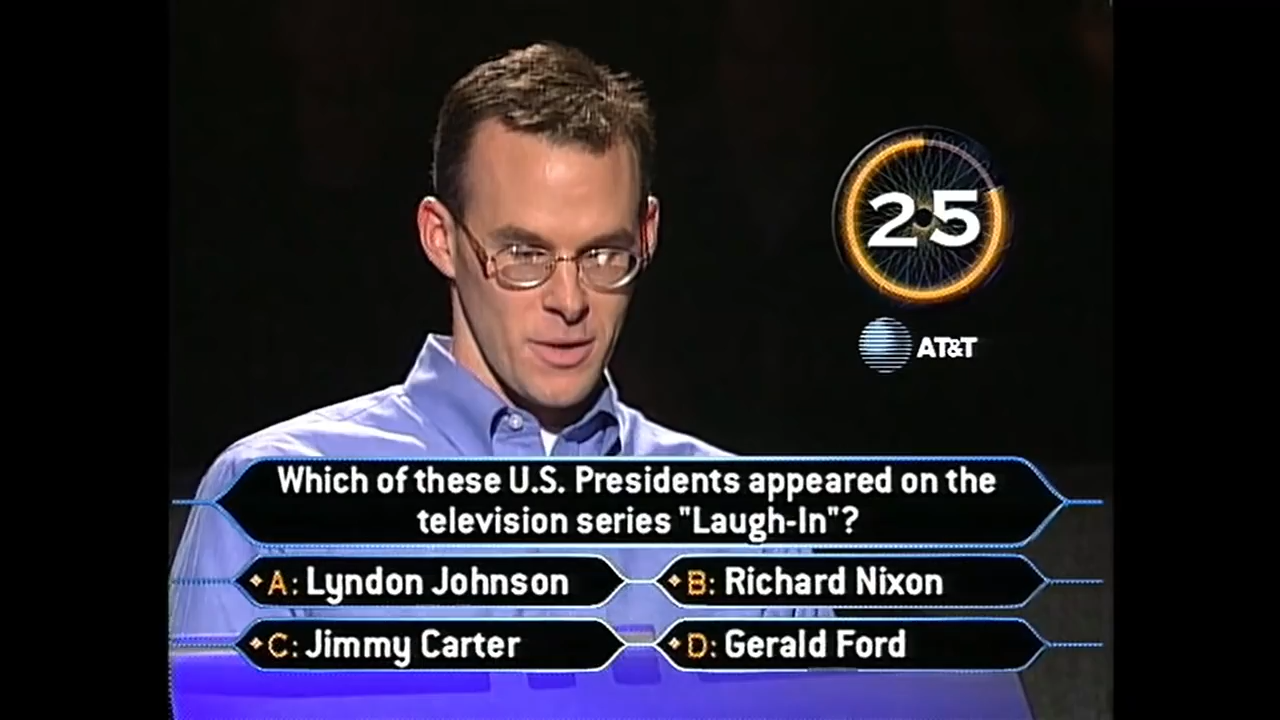 25
AT&T
Which of these U.S. Presidents appeared on the
television series "Laugh-In"?
A: Lyndon Johnson
B: Richard Nixon
C: Jimmy Carter
D: Gerald Ford